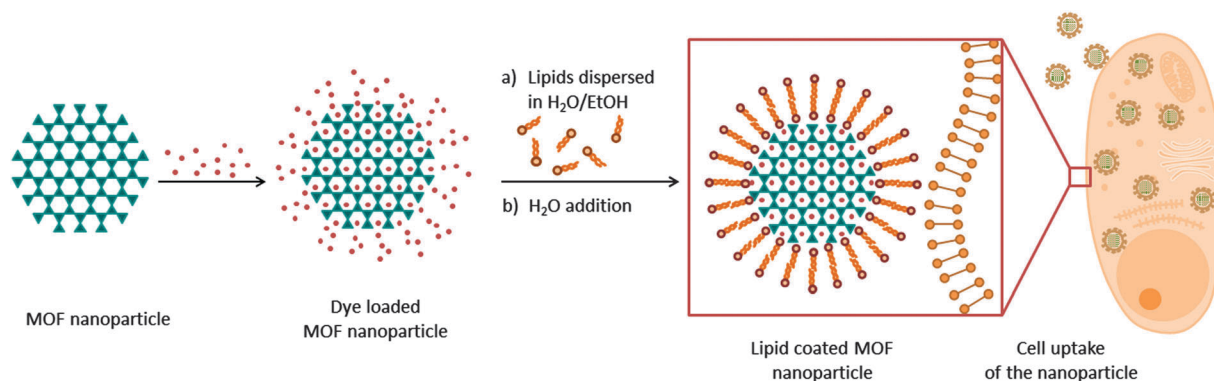 a) Lipids dispersed
in H₂O/EtOH
b) H₂O addition
MOF nanoparticle
Dye loaded
MOF nanoparticle
Lipid coated MOF
nanoparticle
Cell uptake
of the nanoparticle